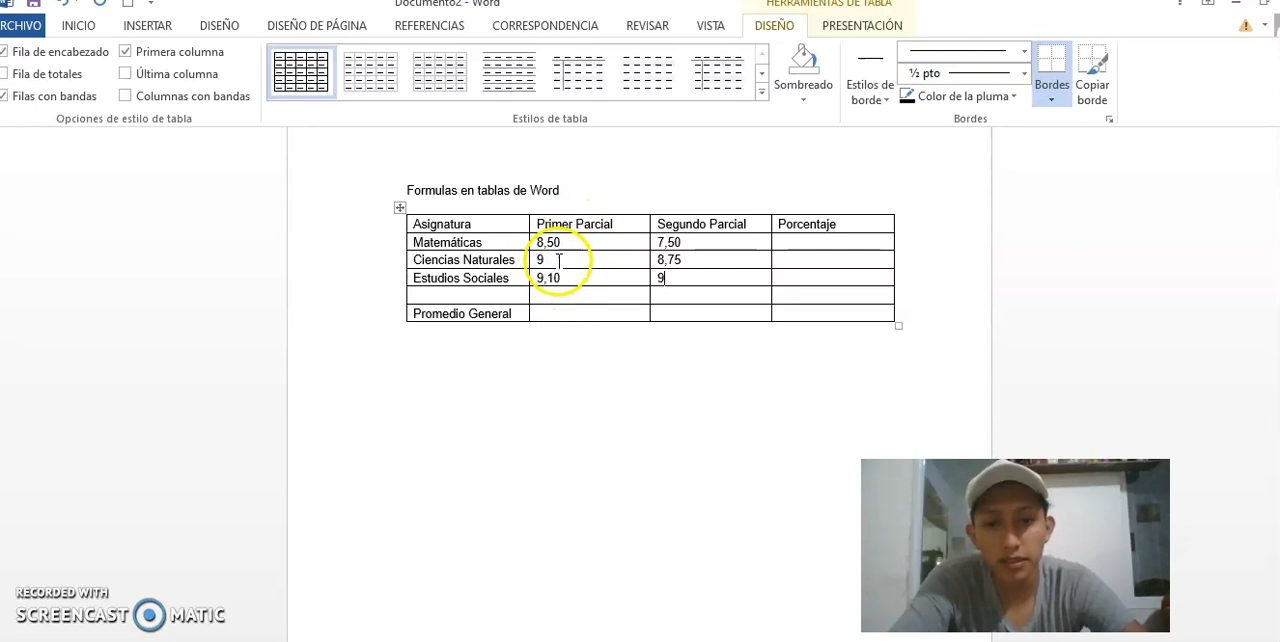 Documento2 - Word
HERRAMIENTAS DE TABLA
ARCHIVO INICIO INSERTAR DISEÑO DISEÑO DE PÁGINA REFERENCIAS CORRESPONDENCIA REVISAR VISTA DISEÑO PRESENTACIÓN
Fila de encabezado Primera columna
Fila de totales Última columna
Filas con bandas Columnas con bandas
Opciones de estilo de tabla
Estilos de tabla
Sombreado
Estilos de borde
½ pto
Color de la pluma
Bordes
Copiar borde
Bordes
Formulas en tablas de Word
Asignatura Primer Parcial Segundo Parcial Porcentaje
Matemáticas 8,50 7,50
Ciencias Naturales 9 8,75
Estudios Sociales 9,10 9
Promedio General
RECORDED WITH
SCREENCAST MATIC